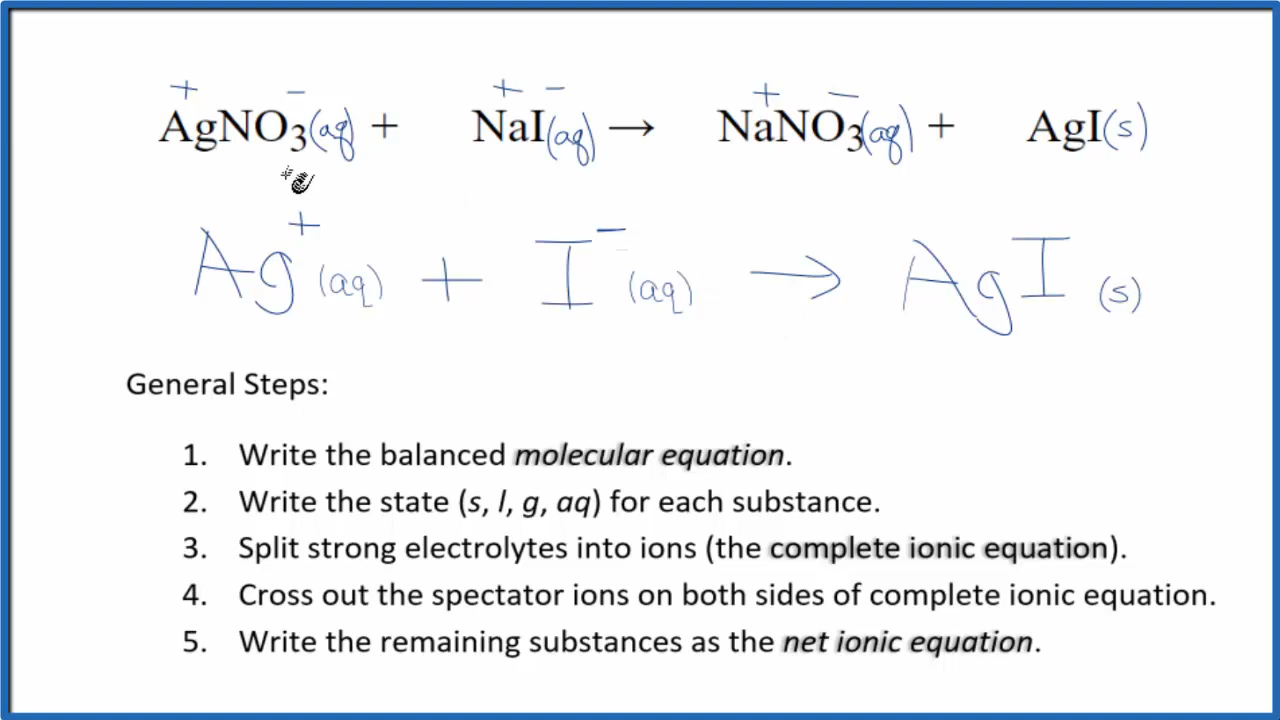 + − + − + −
AgNO₃(aq) + NaI(aq) → NaNO₃(aq) + AgI(s)
Ag⁺(aq) + I⁻(aq) → AgI(s)
General Steps:
1. Write the balanced molecular equation.
2. Write the state (s, l, g, aq) for each substance.
3. Split strong electrolytes into ions (the complete ionic equation).
4. Cross out the spectator ions on both sides of complete ionic equation.
5. Write the remaining substances as the net ionic equation.